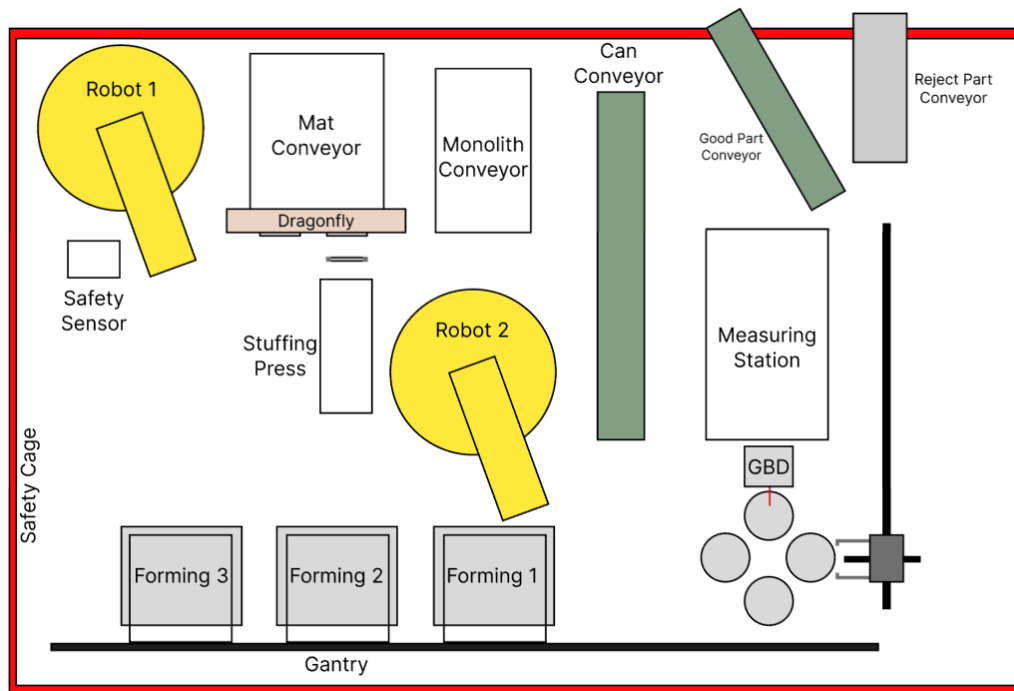 Robot 1
Mat
Conveyor
Monolith
Conveyor
Can
Conveyor
Good Part
Conveyor
Reject Part
Conveyor
Dragonfly
Safety
Sensor
Stuffing
Press
Robot 2
Measuring
Station
GBD
Safety Cage
Forming 3
Forming 2
Forming 1
Gantry